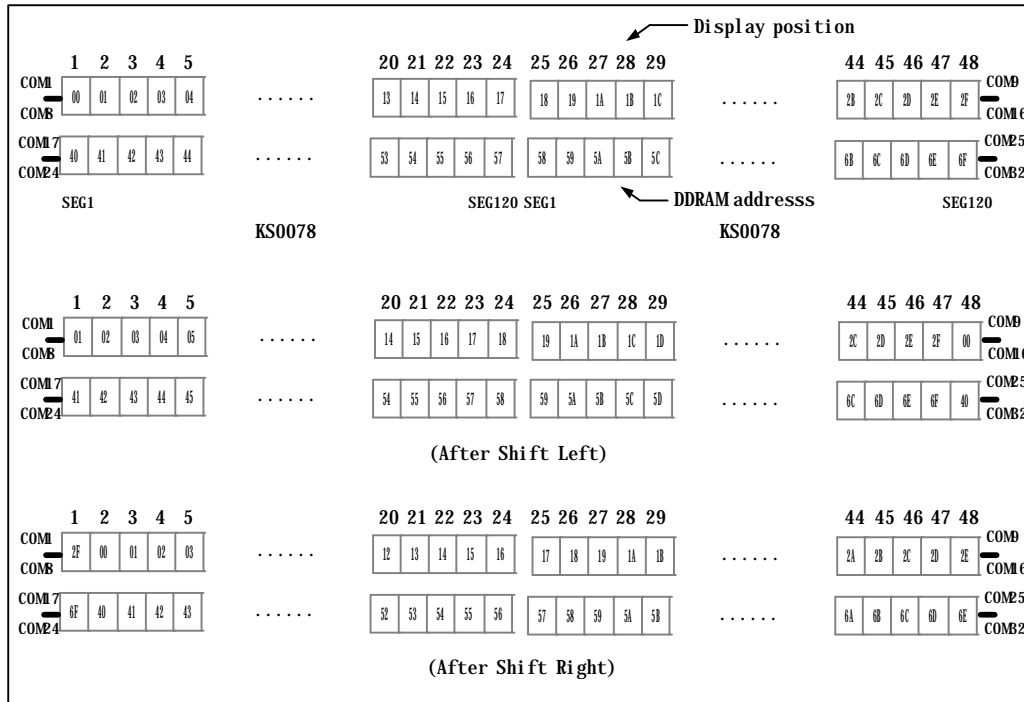 Display position
1 2 3 4 5 20 21 22 23 24 25 26 27 28 29 44 45 46 47 48
COM1 COM9
00 01 02 03 04 ...... 13 14 15 16 17 18 19 1A 1B 1C ...... 2B 2C 2D 2E 2F
COM8 COM16
COM17 COM25
40 41 42 43 44 ...... 53 54 55 56 57 58 59 5A 5B 5C ...... 6B 6C 6D 6E 6F
COM24 COM32
SEG1 SEG120 SEG1 DDRAM addresss SEG120
KS0078 KS0078
1 2 3 4 5 20 21 22 23 24 25 26 27 28 29 44 45 46 47 48
COM1 COM9
01 02 03 04 05 ...... 14 15 16 17 18 19 1A 1B 1C 1D ...... 2C 2D 2E 2F 00
COM8 COM16
COM17 COM25
41 42 43 44 45 ...... 54 55 56 57 58 59 5A 5B 5C 5D ...... 6C 6D 6E 6F 40
COM24 COM32
(After Shift Left)
1 2 3 4 5 20 21 22 23 24 25 26 27 28 29 44 45 46 47 48
COM1 COM9
2F 00 01 02 03 ...... 12 13 14 15 16 17 18 19 1A 1B ...... 2A 2B 2C 2D 2E
COM8 COM16
COM17 COM25
6F 40 41 42 43 ...... 52 53 54 55 56 57 58 59 5A 5B ...... 6A 6B 6C 6D 6E
COM24 COM32
(After Shift Right)